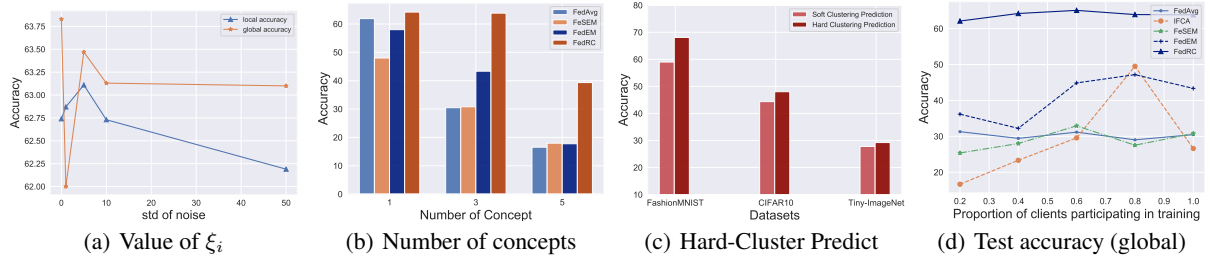 63.75
63.50
63.25
63.00
62.75
62.50
62.25
62.00
Accuracy
local accuracy
global accuracy
0
10
20
30
40
50
std of noise
(a) Value of ξi
60
50
40
30
20
10
0
Accuracy
FedAvg
FeSEM
FedEM
FedRC
1
3
5
Number of Concept
(b) Number of concepts
80
70
60
50
40
30
20
10
Accuracy
Soft Clustering Prediction
Hard Clustering Prediction
FashionMNIST
CIFAR10
Tiny-ImageNet
Datasets
(c) Hard-Cluster Predict
60
50
40
30
20
Accuracy
FedAvg
IFCA
FeSEM
FedEM
FedRC
0.2
0.3
0.4
0.5
0.6
0.7
0.8
0.9
1.0
Proportion of clients participating in training
(d) Test accuracy (global)